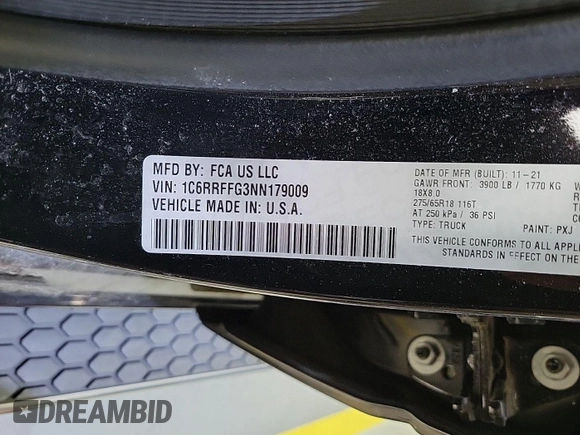 MFD BY: FCA US LLC
VIN: 1C6RRFFG3NN179009
VEHICLE MADE IN: U.S.A.
DATE OF MFR (BUILT): 11-21
GAWR FRONT: 3900 LB / 1770 KG
18X8.0
275/65R18 116T
AT 250 kPa / 36 PSI
TYPE: TRUCK PAINT: PXJ
THIS VEHICLE CONFORMS TO ALL APPL
STANDARDS IN EFFECT ON THE
DREAMBID